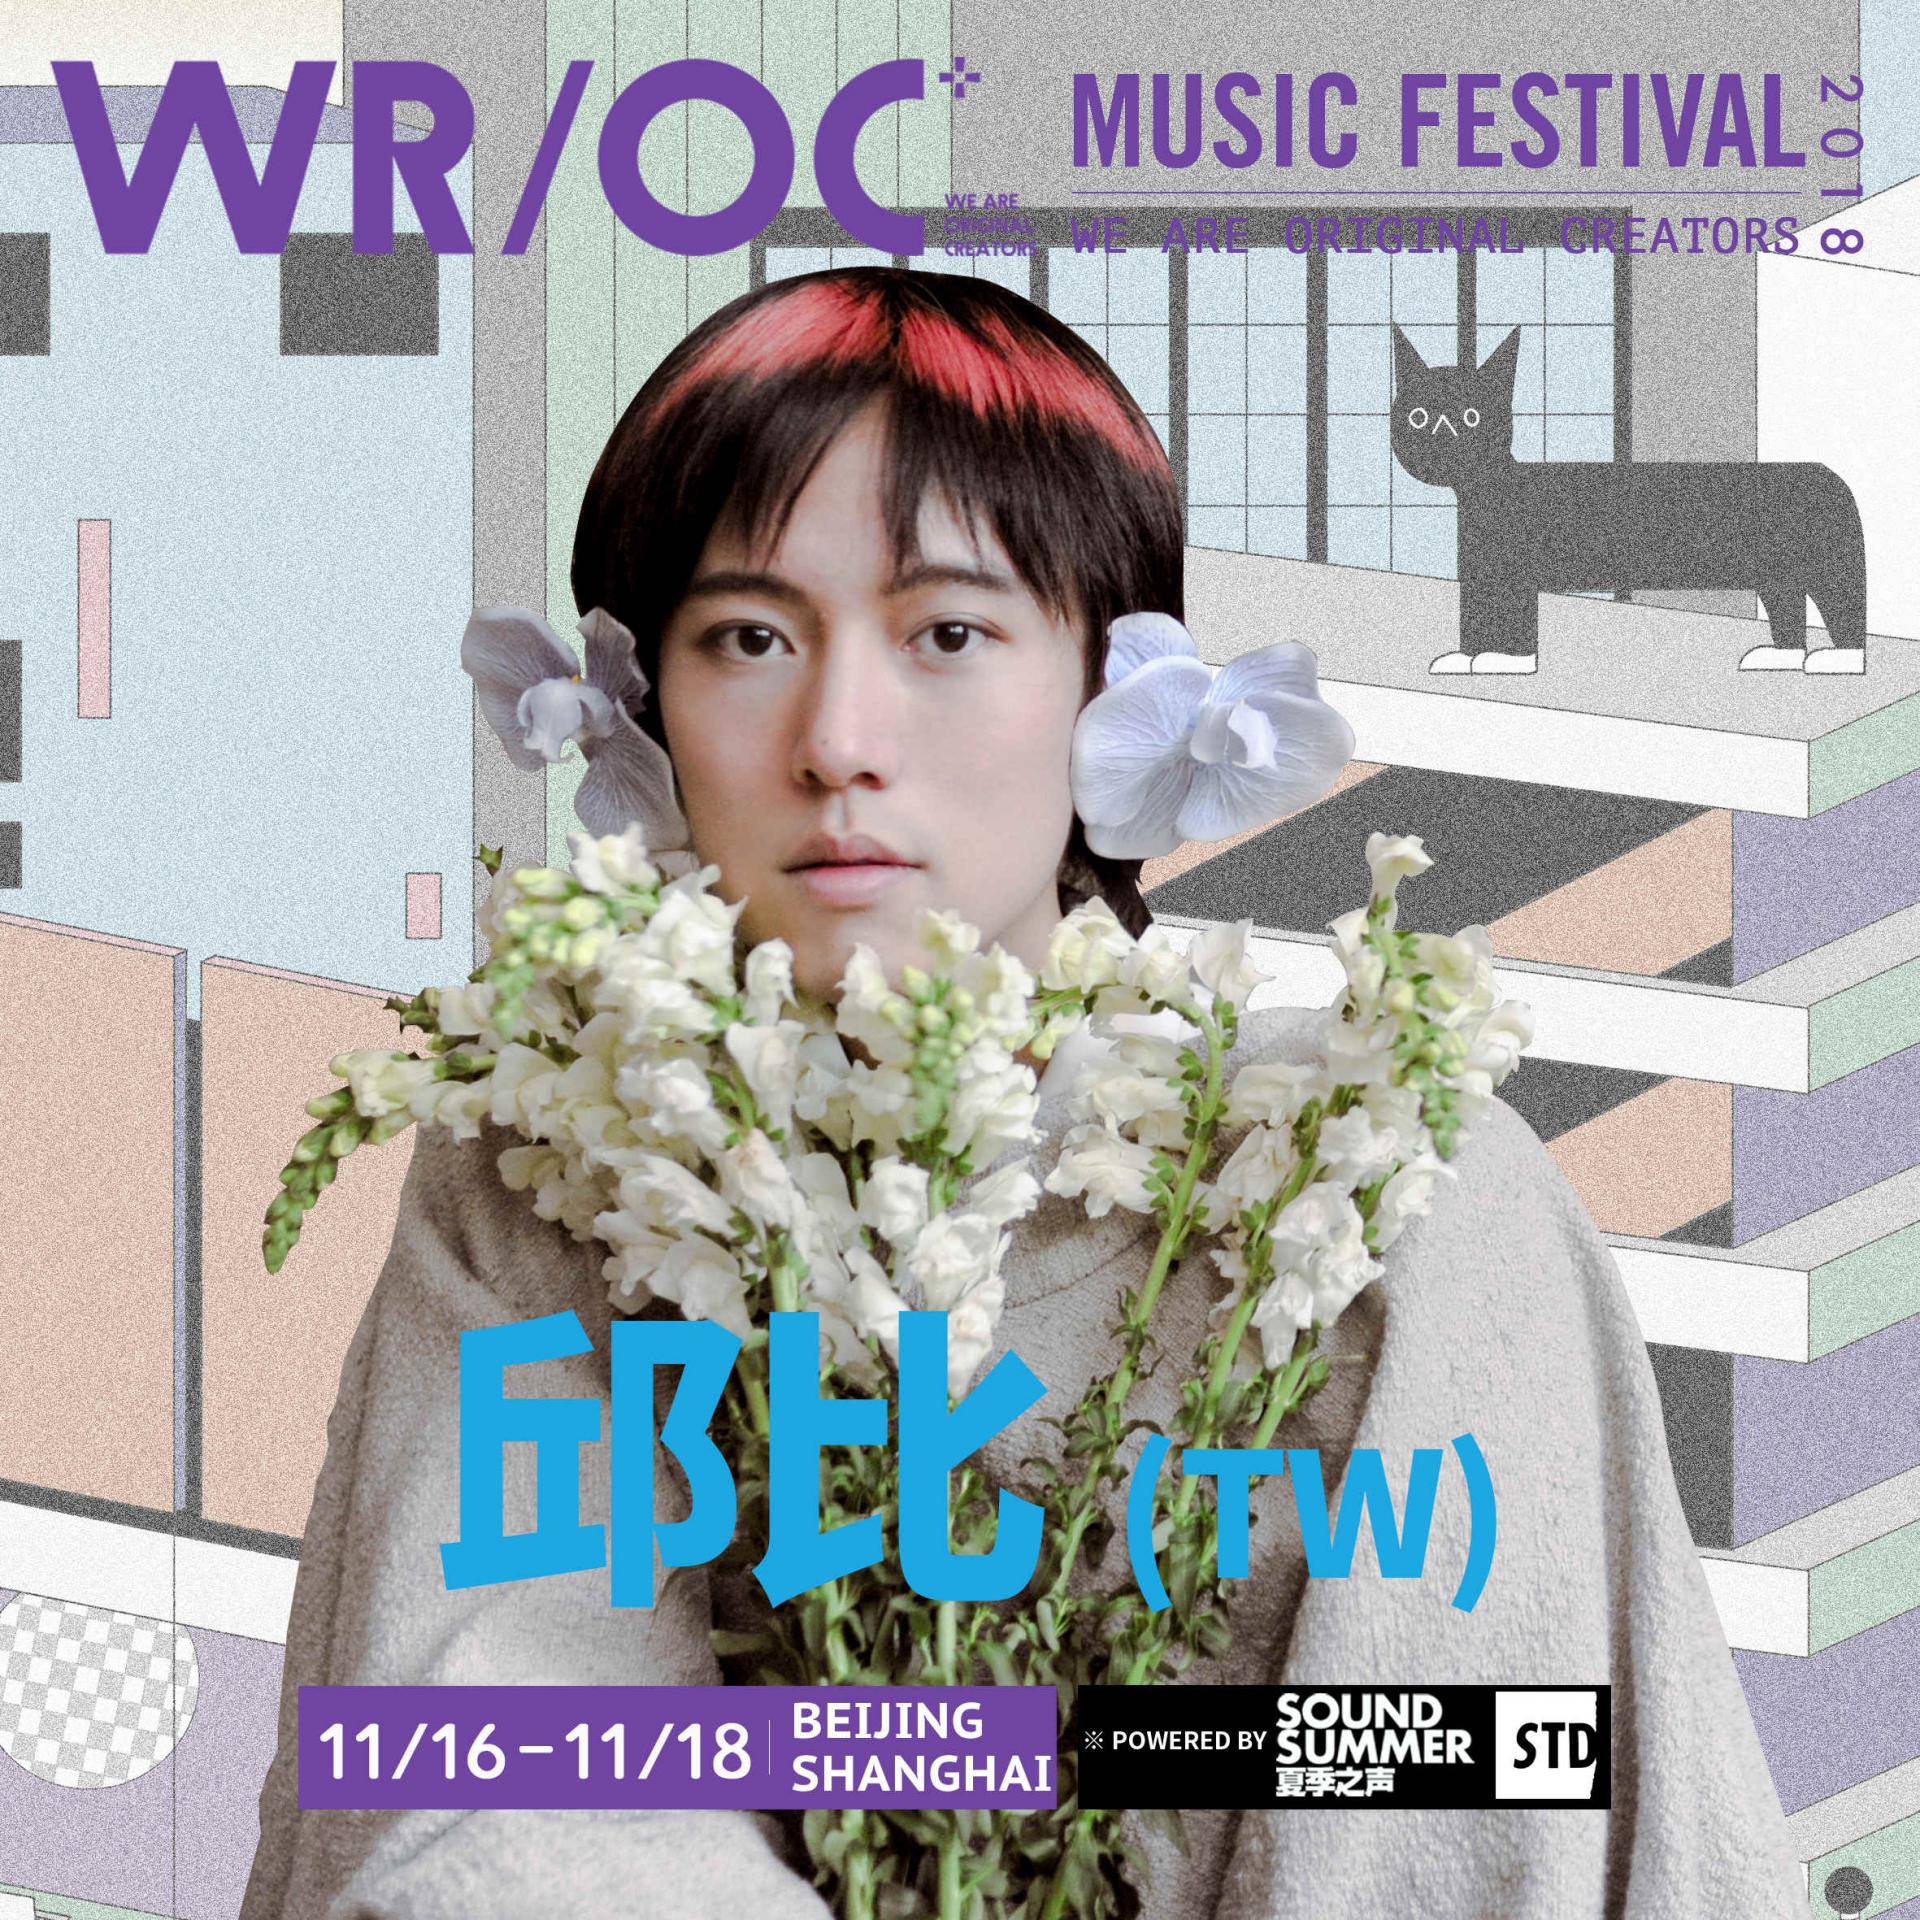 WR/OC+
WE ARE
ORIGINAL
CREATORS
MUSIC FESTIVAL
WE ARE ORIGINAL CREATORS
2018
邱比 (TW)
11/16-11/18
BEIJING
SHANGHAI
※ POWERED BY
SOUND
SUMMER
夏季之声
STD